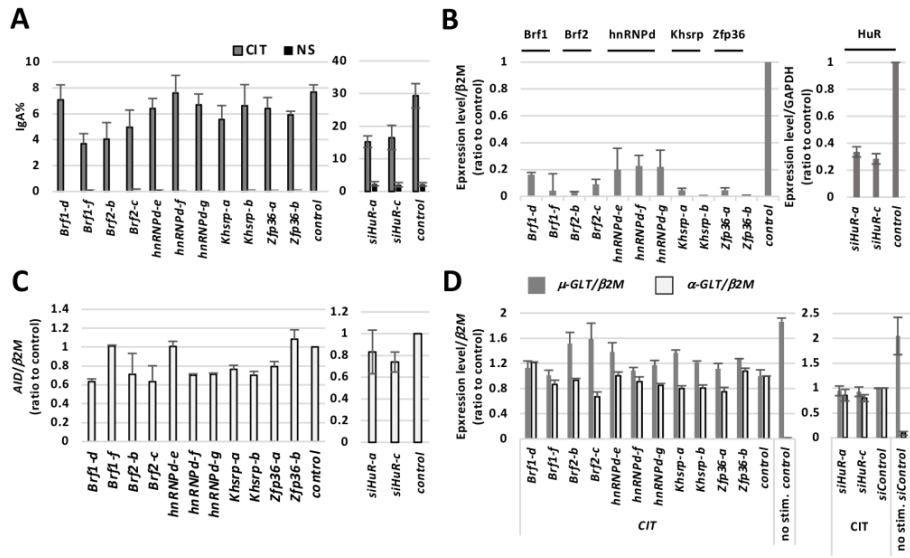 A
CIT
NS
IgA%
10
8
6
4
2
0
Brf1-d
Brf1-f
Brf2-b
Brf2-c
hnRNPd-e
hnRNPd-f
hnRNPd-g
Khsrp-a
Khsrp-b
Zfp36-a
Zfp36-b
control
40
30
20
10
0
siHuR-a
siHuR-c
control
B
Brf1 Brf2 hnRNPd Khsrp Zfp36
Epxression level/β2M
(ratio to control)
1
0.8
0.6
0.4
0.2
0
Brf1-d
Brf1-f
Brf2-b
Brf2-c
hnRNPd-e
hnRNPd-f
hnRNPd-g
Khsrp-a
Khsrp-b
Zfp36-a
Zfp36-b
control
HuR
Epxression level/GAPDH
(ratio to control)
1
0.8
0.6
0.4
0.2
0
siHuR-a
siHuR-c
control
C
AID/β2M
(ratio to control)
1.4
1.2
1
0.8
0.6
0.4
0.2
0
Brf1-d
Brf1-f
Brf2-b
Brf2-c
hnRNPd-e
hnRNPd-f
hnRNPd-g
Khsrp-a
Khsrp-b
Zfp36-a
Zfp36-b
control
1.2
1
0.8
0.6
0.4
0.2
0
siHuR-a
siHuR-c
control
D
μ-GLT/β2M
α-GLT/β2M
Epxression level/β2M
(ratio to control)
2
1.6
1.2
0.8
0.4
0
Brf1-d
Brf1-f
Brf2-b
Brf2-c
hnRNPd-e
hnRNPd-f
hnRNPd-g
Khsrp-a
Khsrp-b
Zfp36-a
Zfp36-b
control
no stim. control
CIT
2.5
2
1.5
1
0.5
0
siHuR-a
siHuR-c
siControl
no stim. siControl
CIT